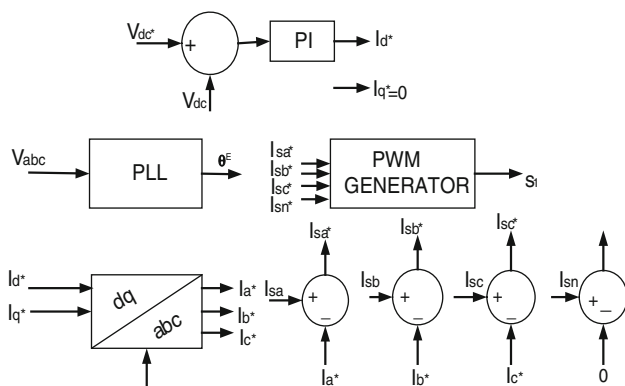 Vdc*
+
PI
Id*
Vdc
Iq*=0
Vabc
PLL
θE
Isa*
Isb*
Isc*
Isn*
PWM
GENERATOR
S1
Id*
Iq*
dq
abc
Ia*
Ib*
Ic*
Isa*
Isa
+
–
Ia*
Isb*
Isb
+
–
Ib*
Isc*
Isc
+
–
Ic*
Isn
+
–
0